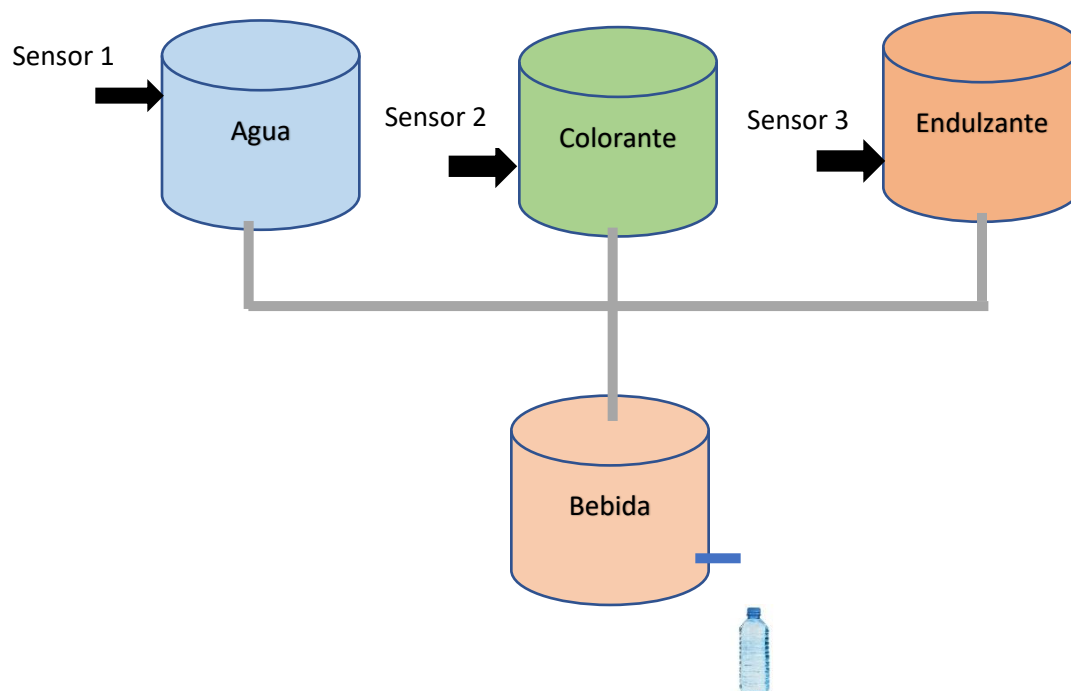 Sensor 1
Agua
Sensor 2
Colorante
Sensor 3
Endulzante
Bebida